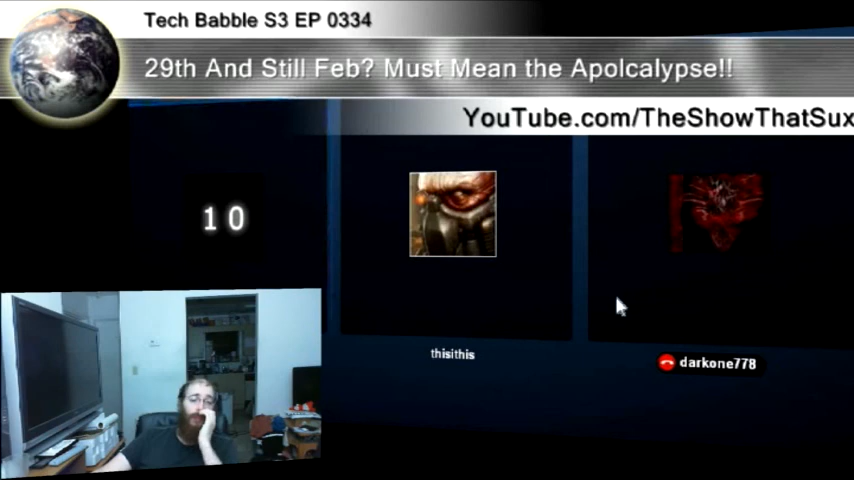 Tech Babble S3 EP 0334
29th And Still Feb? Must Mean the Apolcalypse!!
YouTube.com/TheShowThatSux
10
thisithis
darkone778